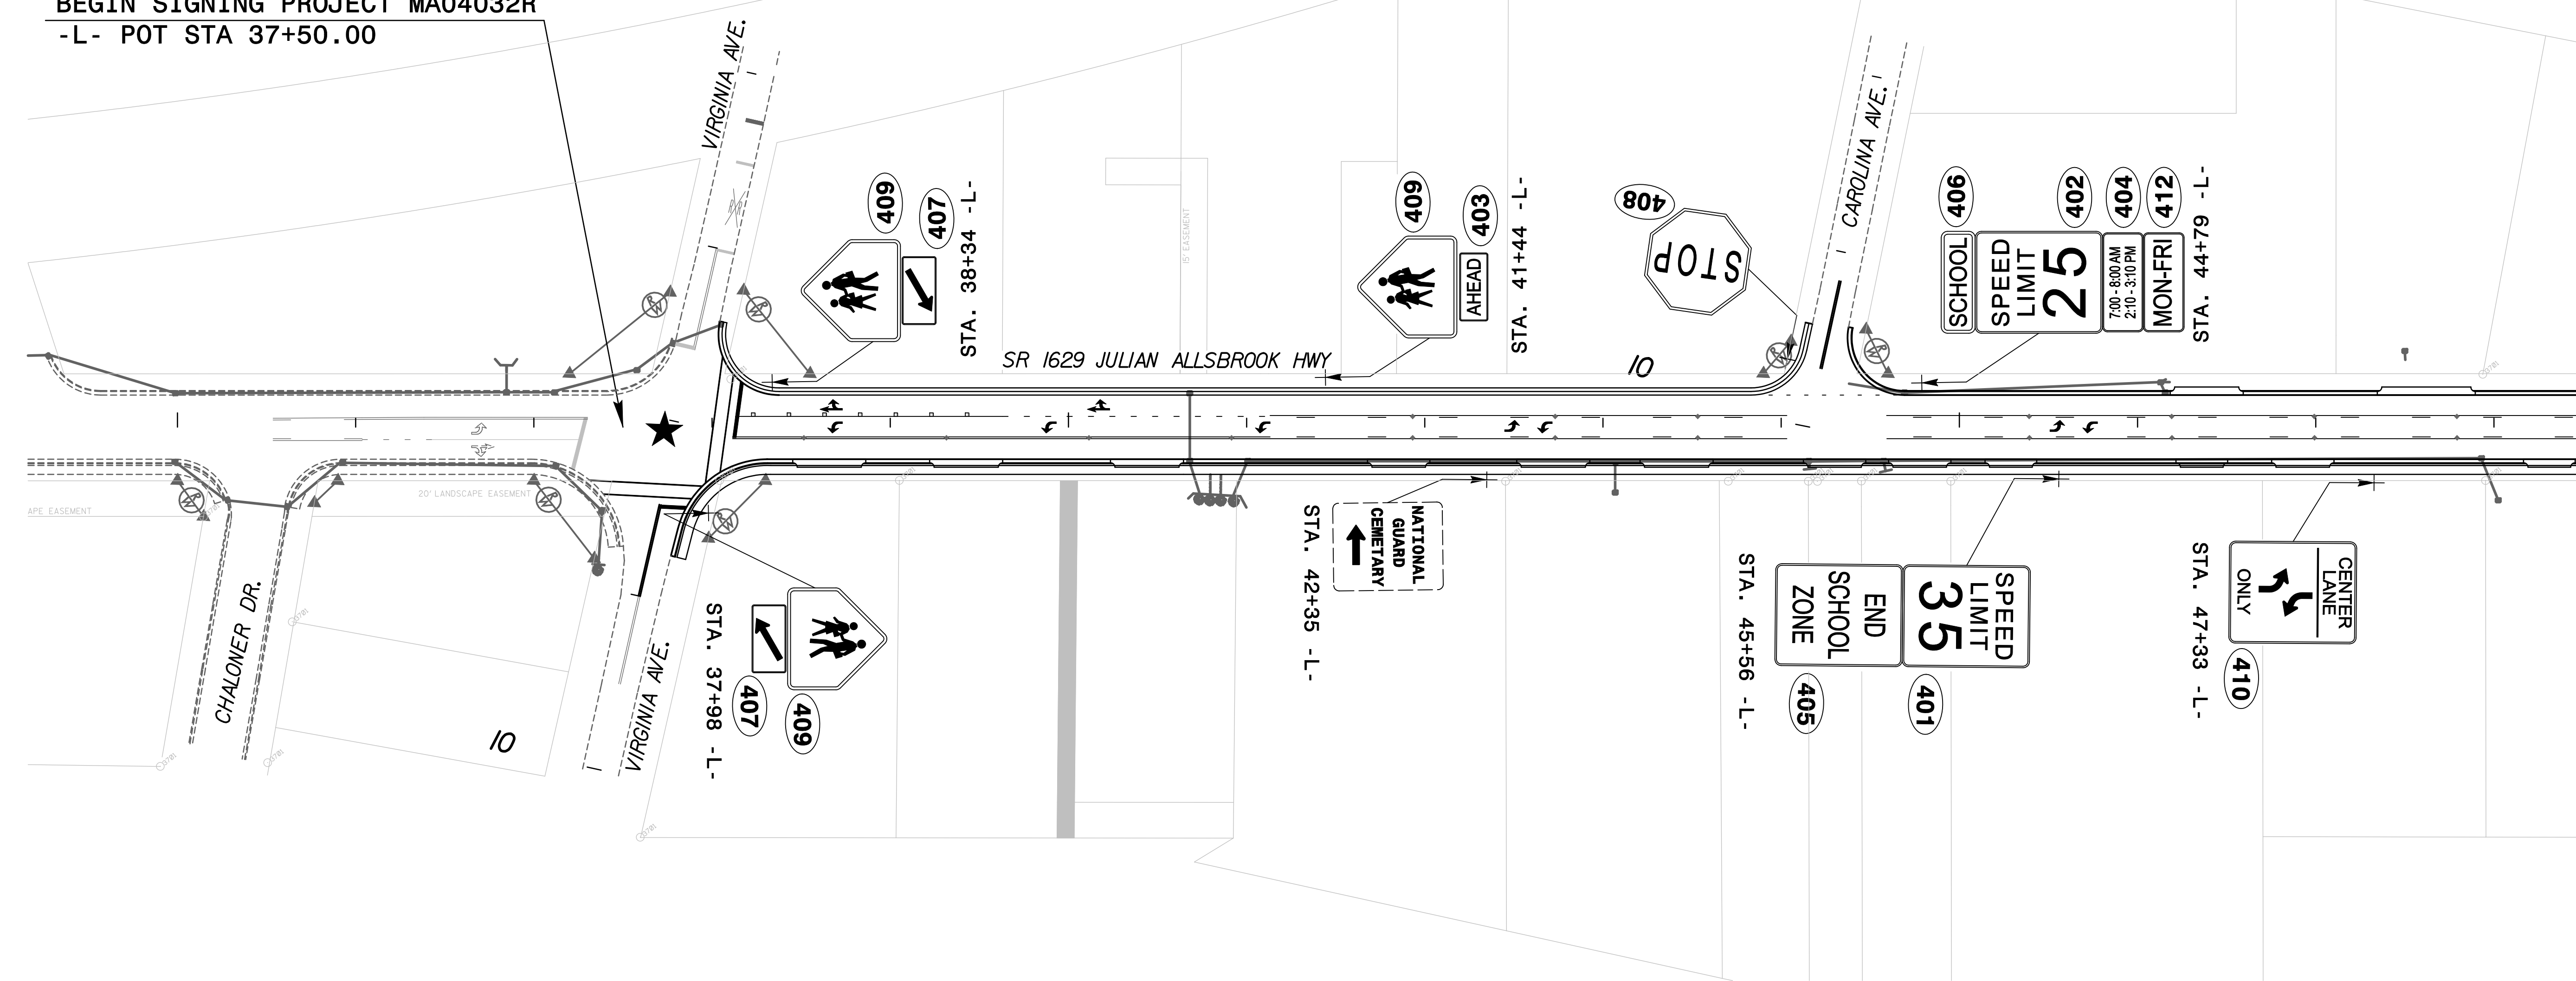 BEGIN SIGNING PROJECT MA04032R
-L- POT STA 37+50.00
VIRGINIA AVE.
409
407
STA. 38+34 -L-
15' EASEMENT
409
403
AHEAD
STA. 41+44 -L-
408
STOP
CAROLINA AVE.
406
402
404
412
SCHOOL
SPEED
LIMIT
25
7:00 - 8:00 AM
2:10 - 3:10 PM
MON-FRI
STA. 44+79 -L-
SR 1629 JULIAN ALLSBROOK HWY
10
20' LANDSCAPE EASEMENT
APE EASEMENT
CHALONER DR.
10
VIRGINIA AVE.
STA. 37+98 -L-
407
409
STA. 42+35 -L-
NATIONAL
GUARD
CEMETARY
STA. 45+56 -L-
END
SCHOOL
ZONE
405
SPEED
LIMIT
35
401
STA. 47+33 -L-
CENTER
LANE
ONLY
410